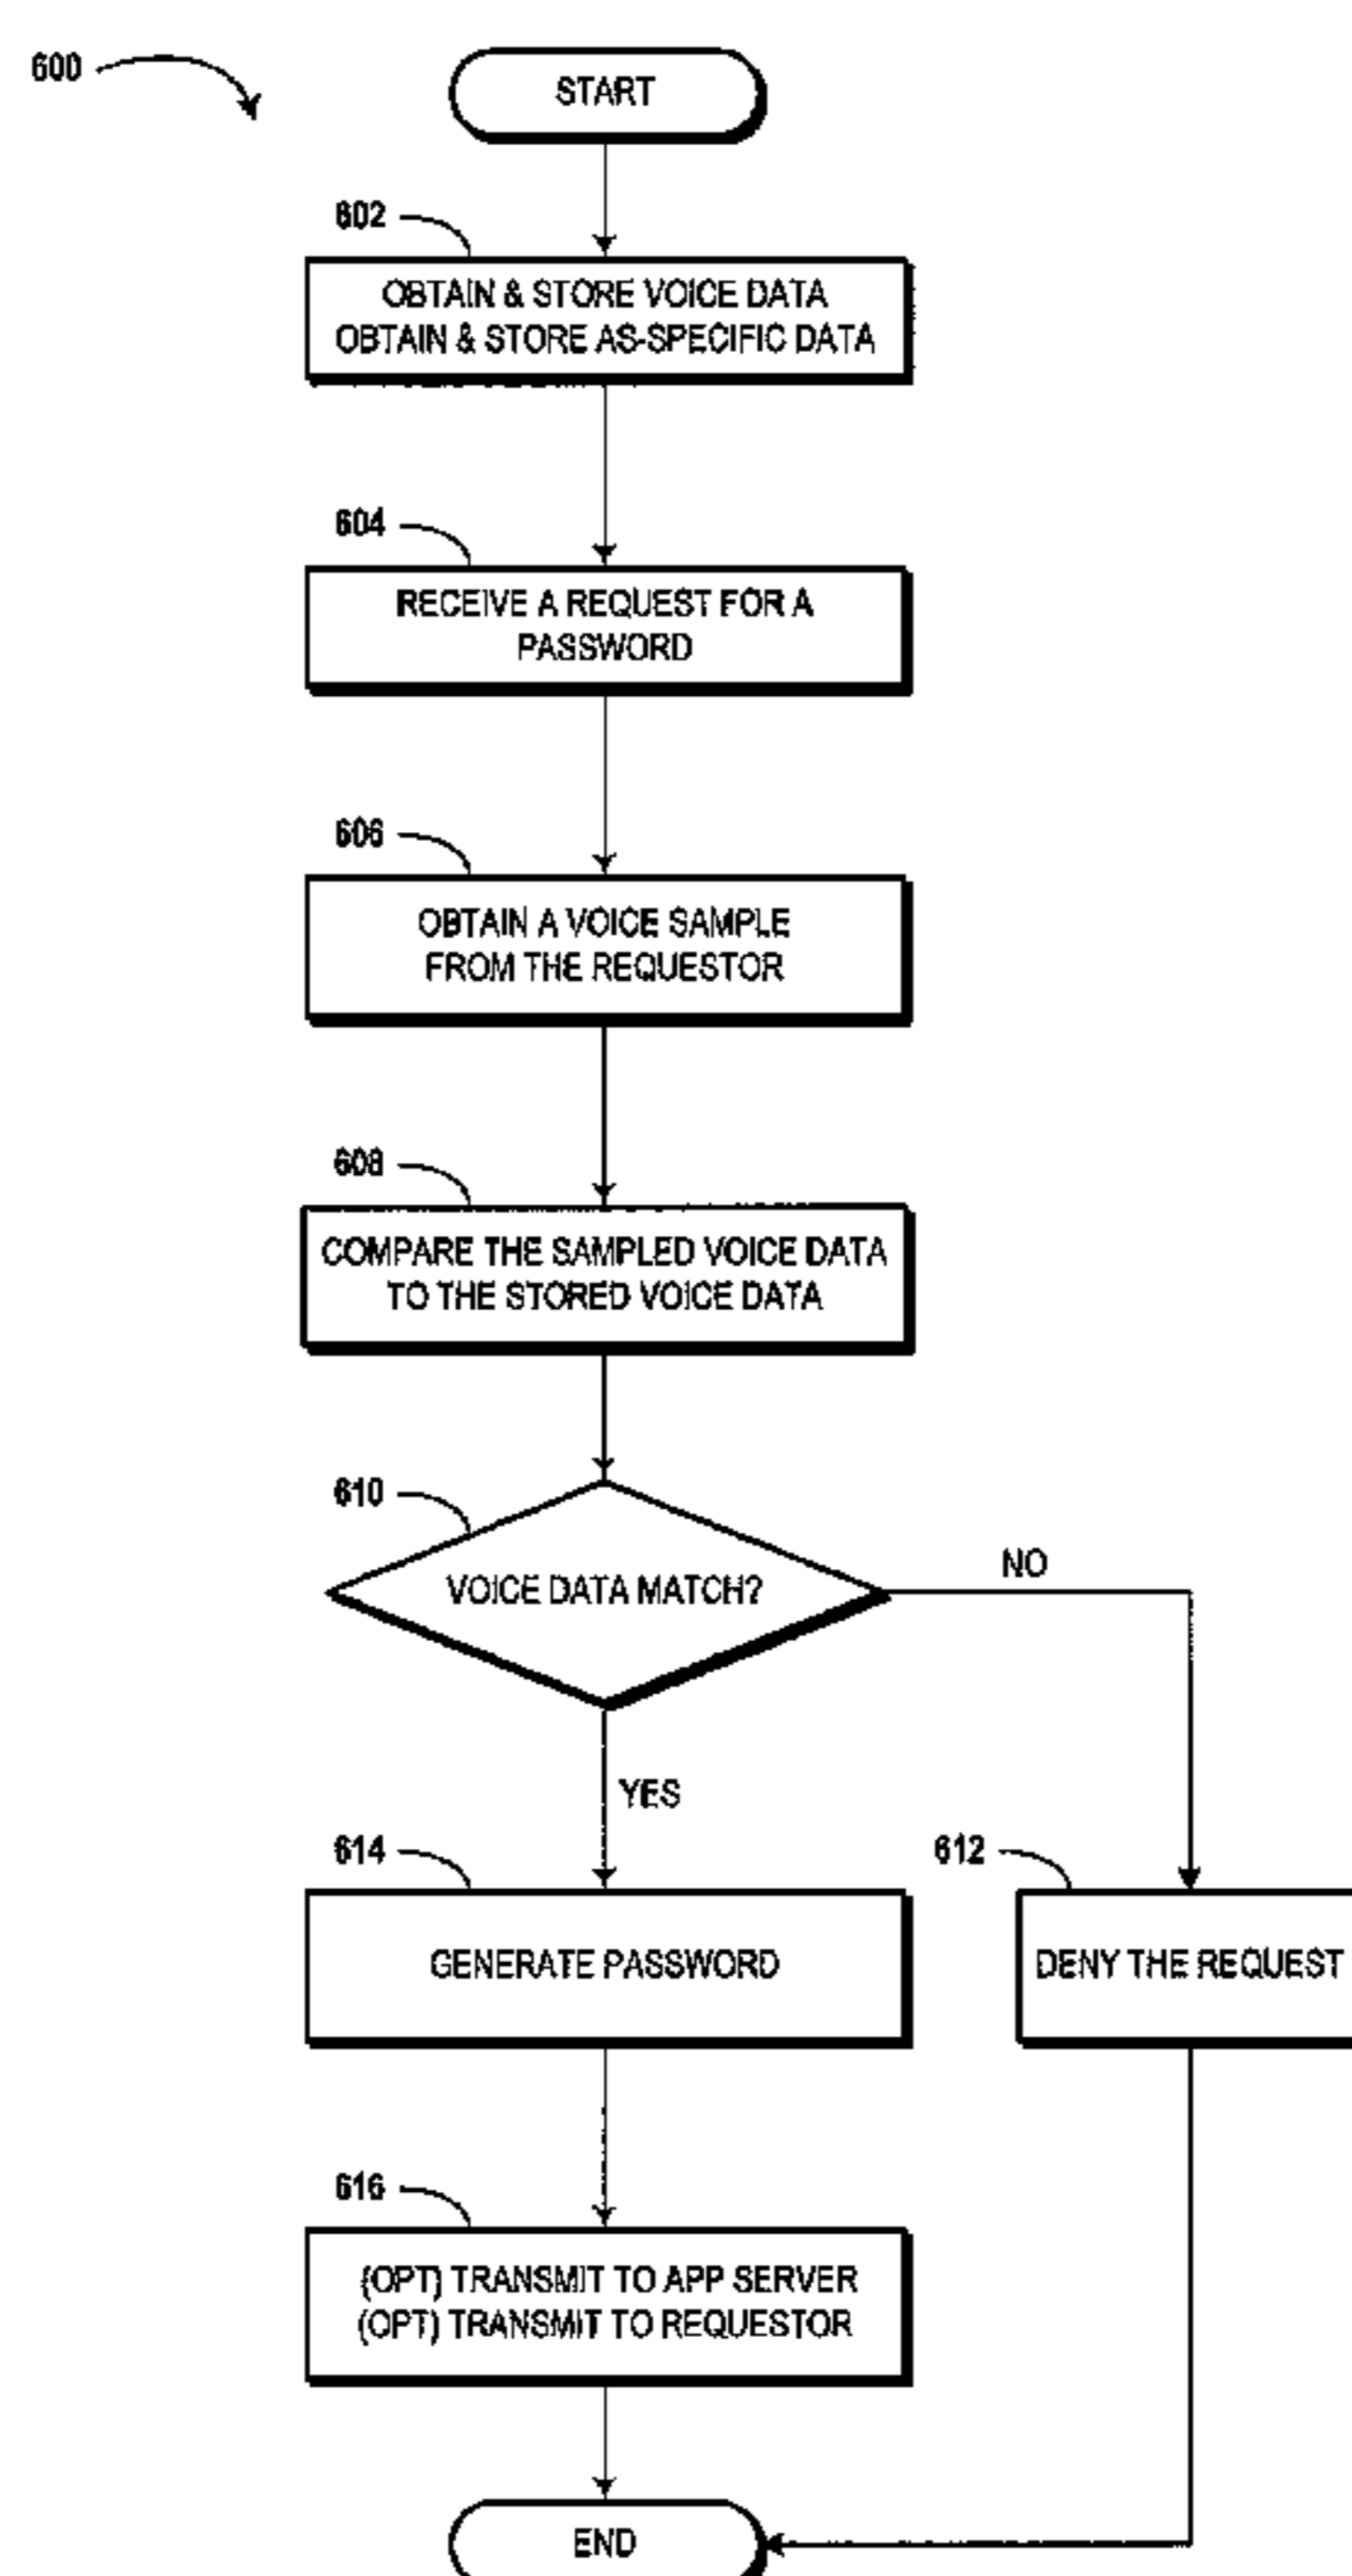 600
START
602
OBTAIN & STORE VOICE DATA
OBTAIN & STORE AS-SPECIFIC DATA
604
RECEIVE A REQUEST FOR A
PASSWORD
606
OBTAIN A VOICE SAMPLE
FROM THE REQUESTOR
608
COMPARE THE SAMPLED VOICE DATA
TO THE STORED VOICE DATA
610
VOICE DATA MATCH?
NO
YES
614
GENERATE PASSWORD
612
DENY THE REQUEST
616
(OPT) TRANSMIT TO APP SERVER
(OPT) TRANSMIT TO REQUESTOR
END